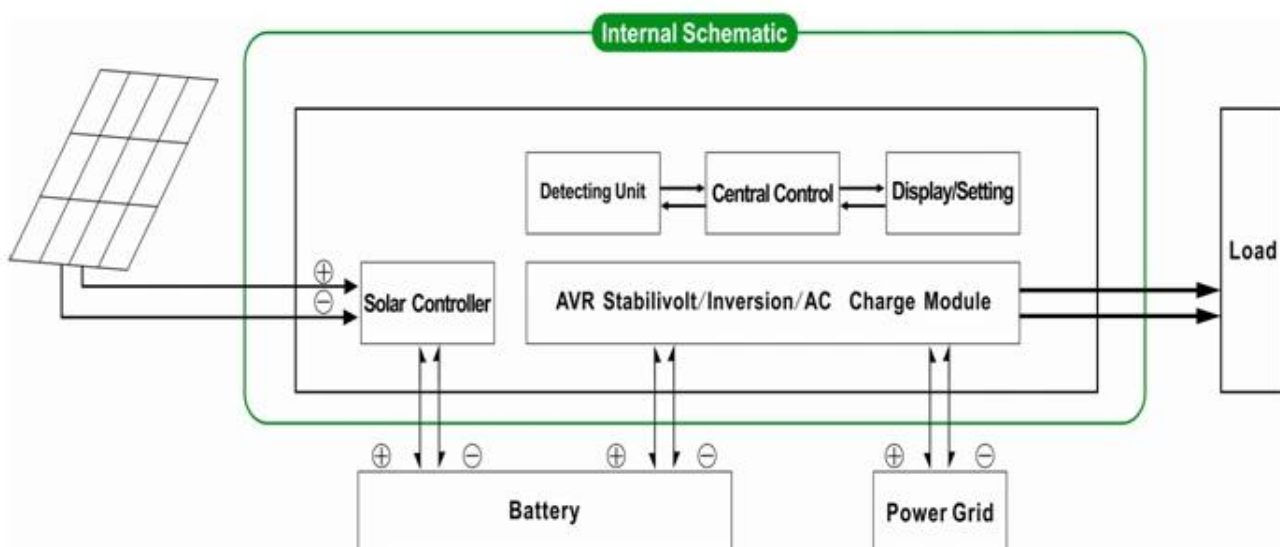 Internal Schematic
Detecting Unit
Central Control
Display/Setting
Load
⊕
⊖
Solar Controller
AVR Stabilivolt/Inversion/AC Charge Module
⊕ ⊖ ⊕ ⊖ ⊕ ⊖
Battery
Power Grid